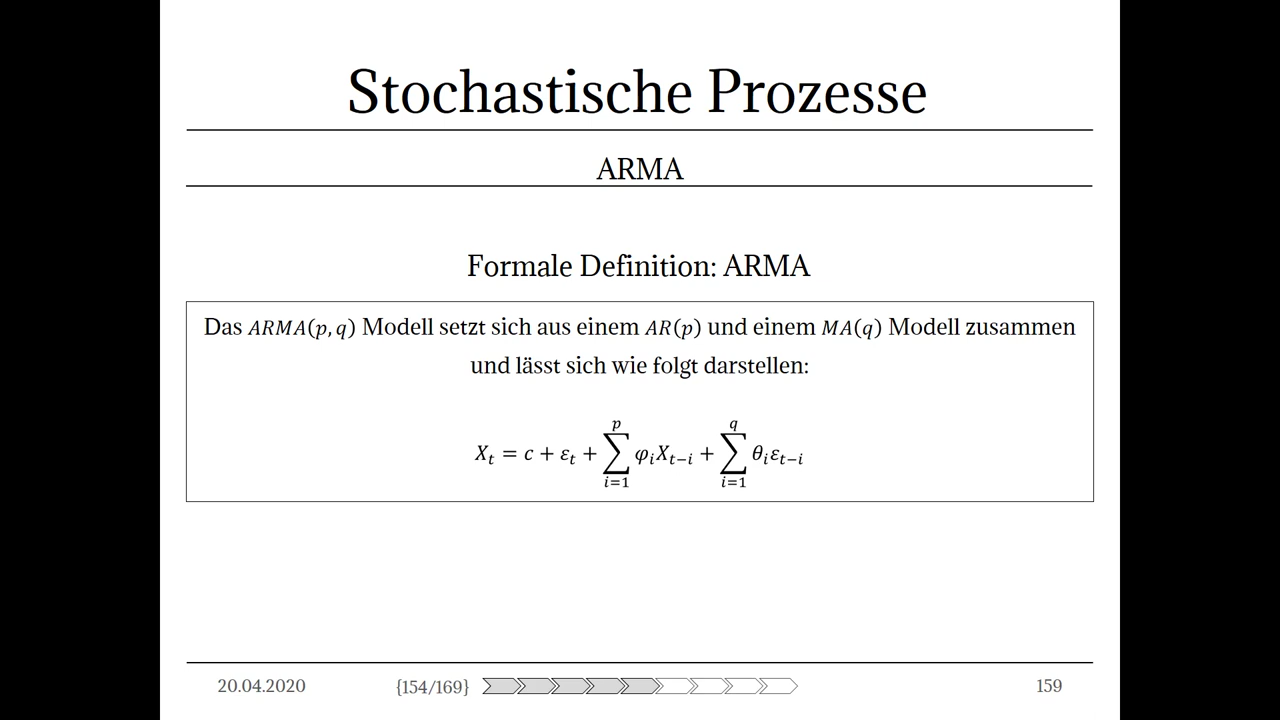 Stochastische Prozesse
ARMA
Formale Definition: ARMA
Das ARMA(p, q) Modell setzt sich aus einem AR(p) und einem MA(q) Modell zusammen
und lässt sich wie folgt darstellen:
X_t = c + ε_t + ∑_{i=1}^{p} φ_i X_{t−i} + ∑_{i=1}^{q} θ_i ε_{t−i}
20.04.2020 {154/169} 159